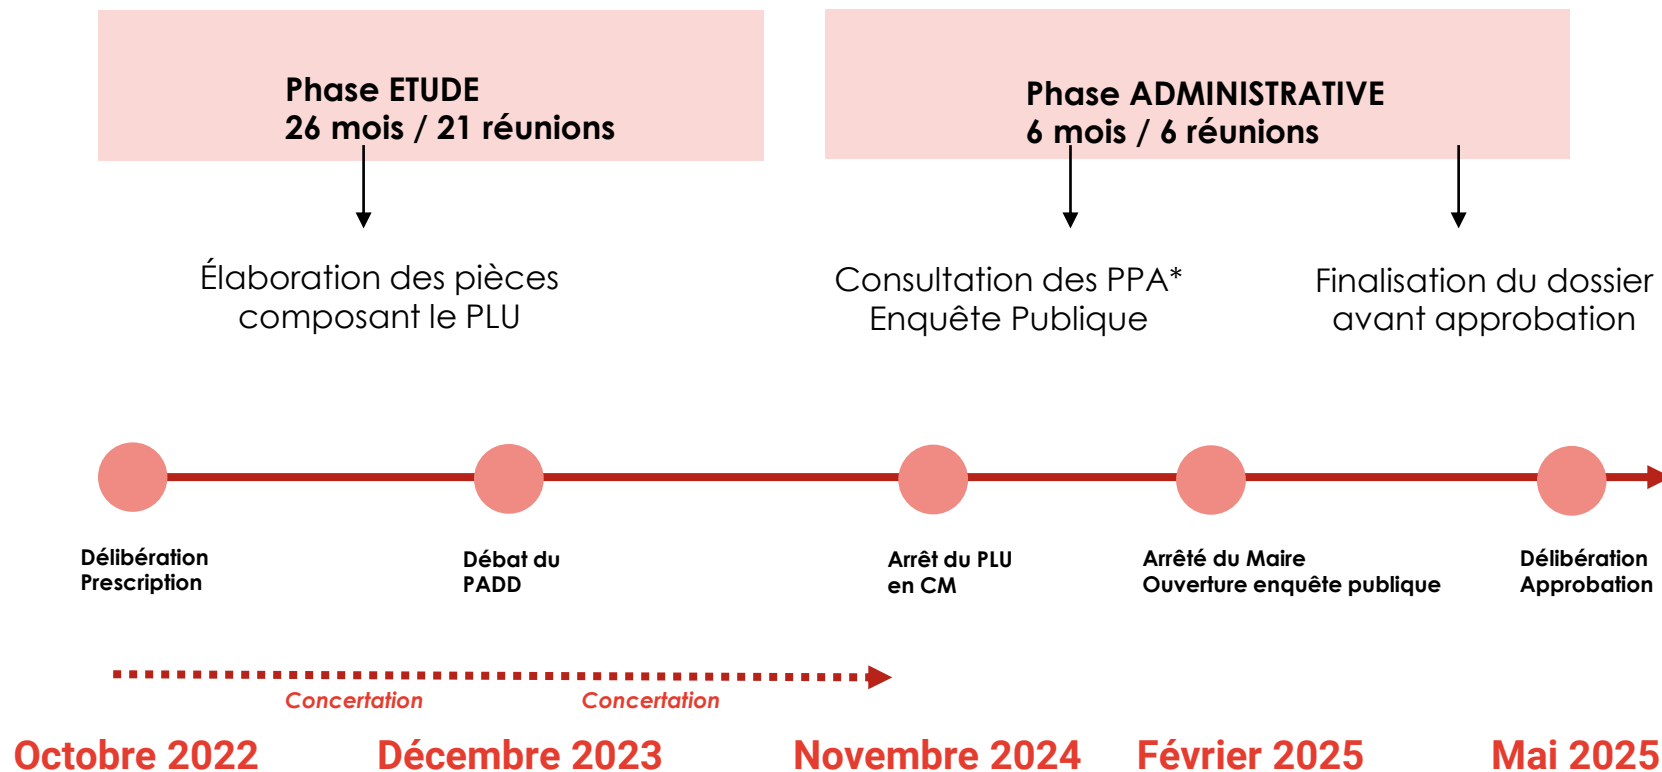 Phase ETUDE
26 mois / 21 réunions
Phase ADMINISTRATIVE
6 mois / 6 réunions
Élaboration des pièces
composant le PLU
Consultation des PPA*
Enquête Publique
Finalisation du dossier
avant approbation
Délibération
Prescription
Débat du
PADD
Arrêt du PLU
en CM
Arrêté du Maire
Ouverture enquête publique
Délibération
Approbation
Concertation
Concertation
Octobre 2022
Décembre 2023
Novembre 2024
Février 2025
Mai 2025